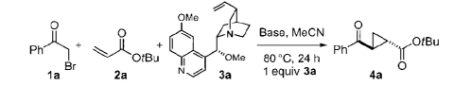 O
Ph
Br
1a
+
O
OtBu
2a
+
OMe
N
N
OMe
3a
Base, MeCN
80 °C, 24 h
1 equiv 3a
O
Ph
OtBu
O
4a